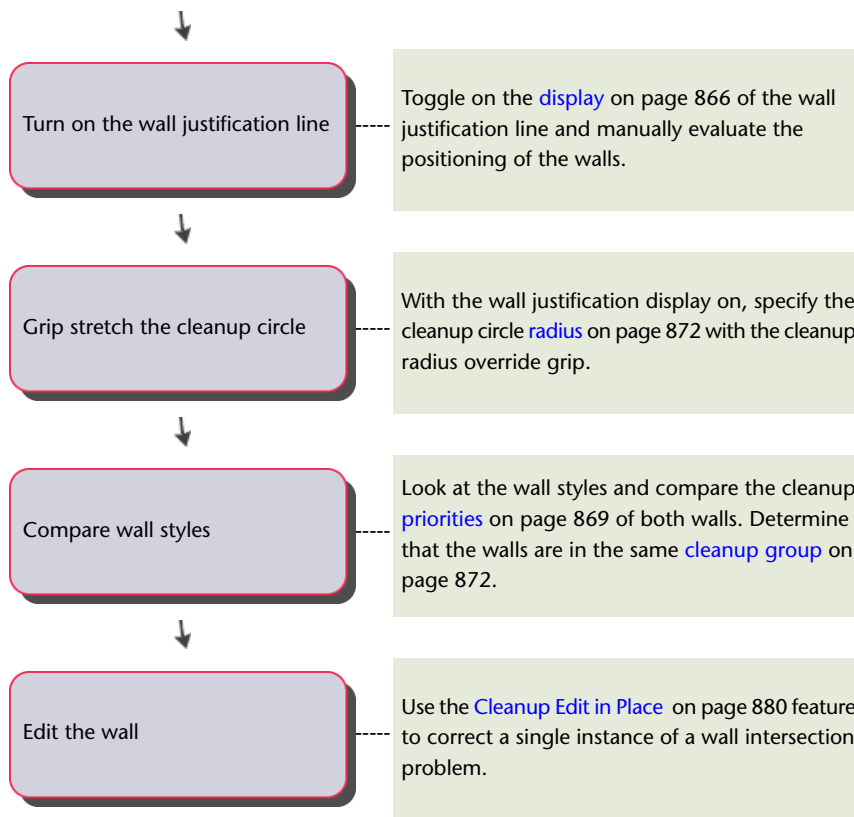 Turn on the wall justification line
Toggle on the display on page 866 of the wall
justification line and manually evaluate the
positioning of the walls.
Grip stretch the cleanup circle
With the wall justification display on, specify the
cleanup circle radius on page 872 with the cleanup
radius override grip.
Compare wall styles
Look at the wall styles and compare the cleanup
priorities on page 869 of both walls. Determine
that the walls are in the same cleanup group on
page 872.
Edit the wall
Use the Cleanup Edit in Place on page 880 feature
to correct a single instance of a wall intersection
problem.